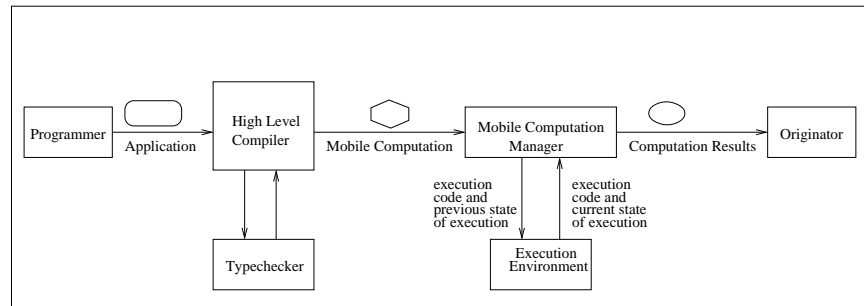 Programmer
Application
High Level
Compiler
Mobile Computation
Mobile Computation
Manager
Computation Results
Originator
execution
code and
previous state
of execution
execution
code and
current state
of execution
Typechecker
Execution
Environment